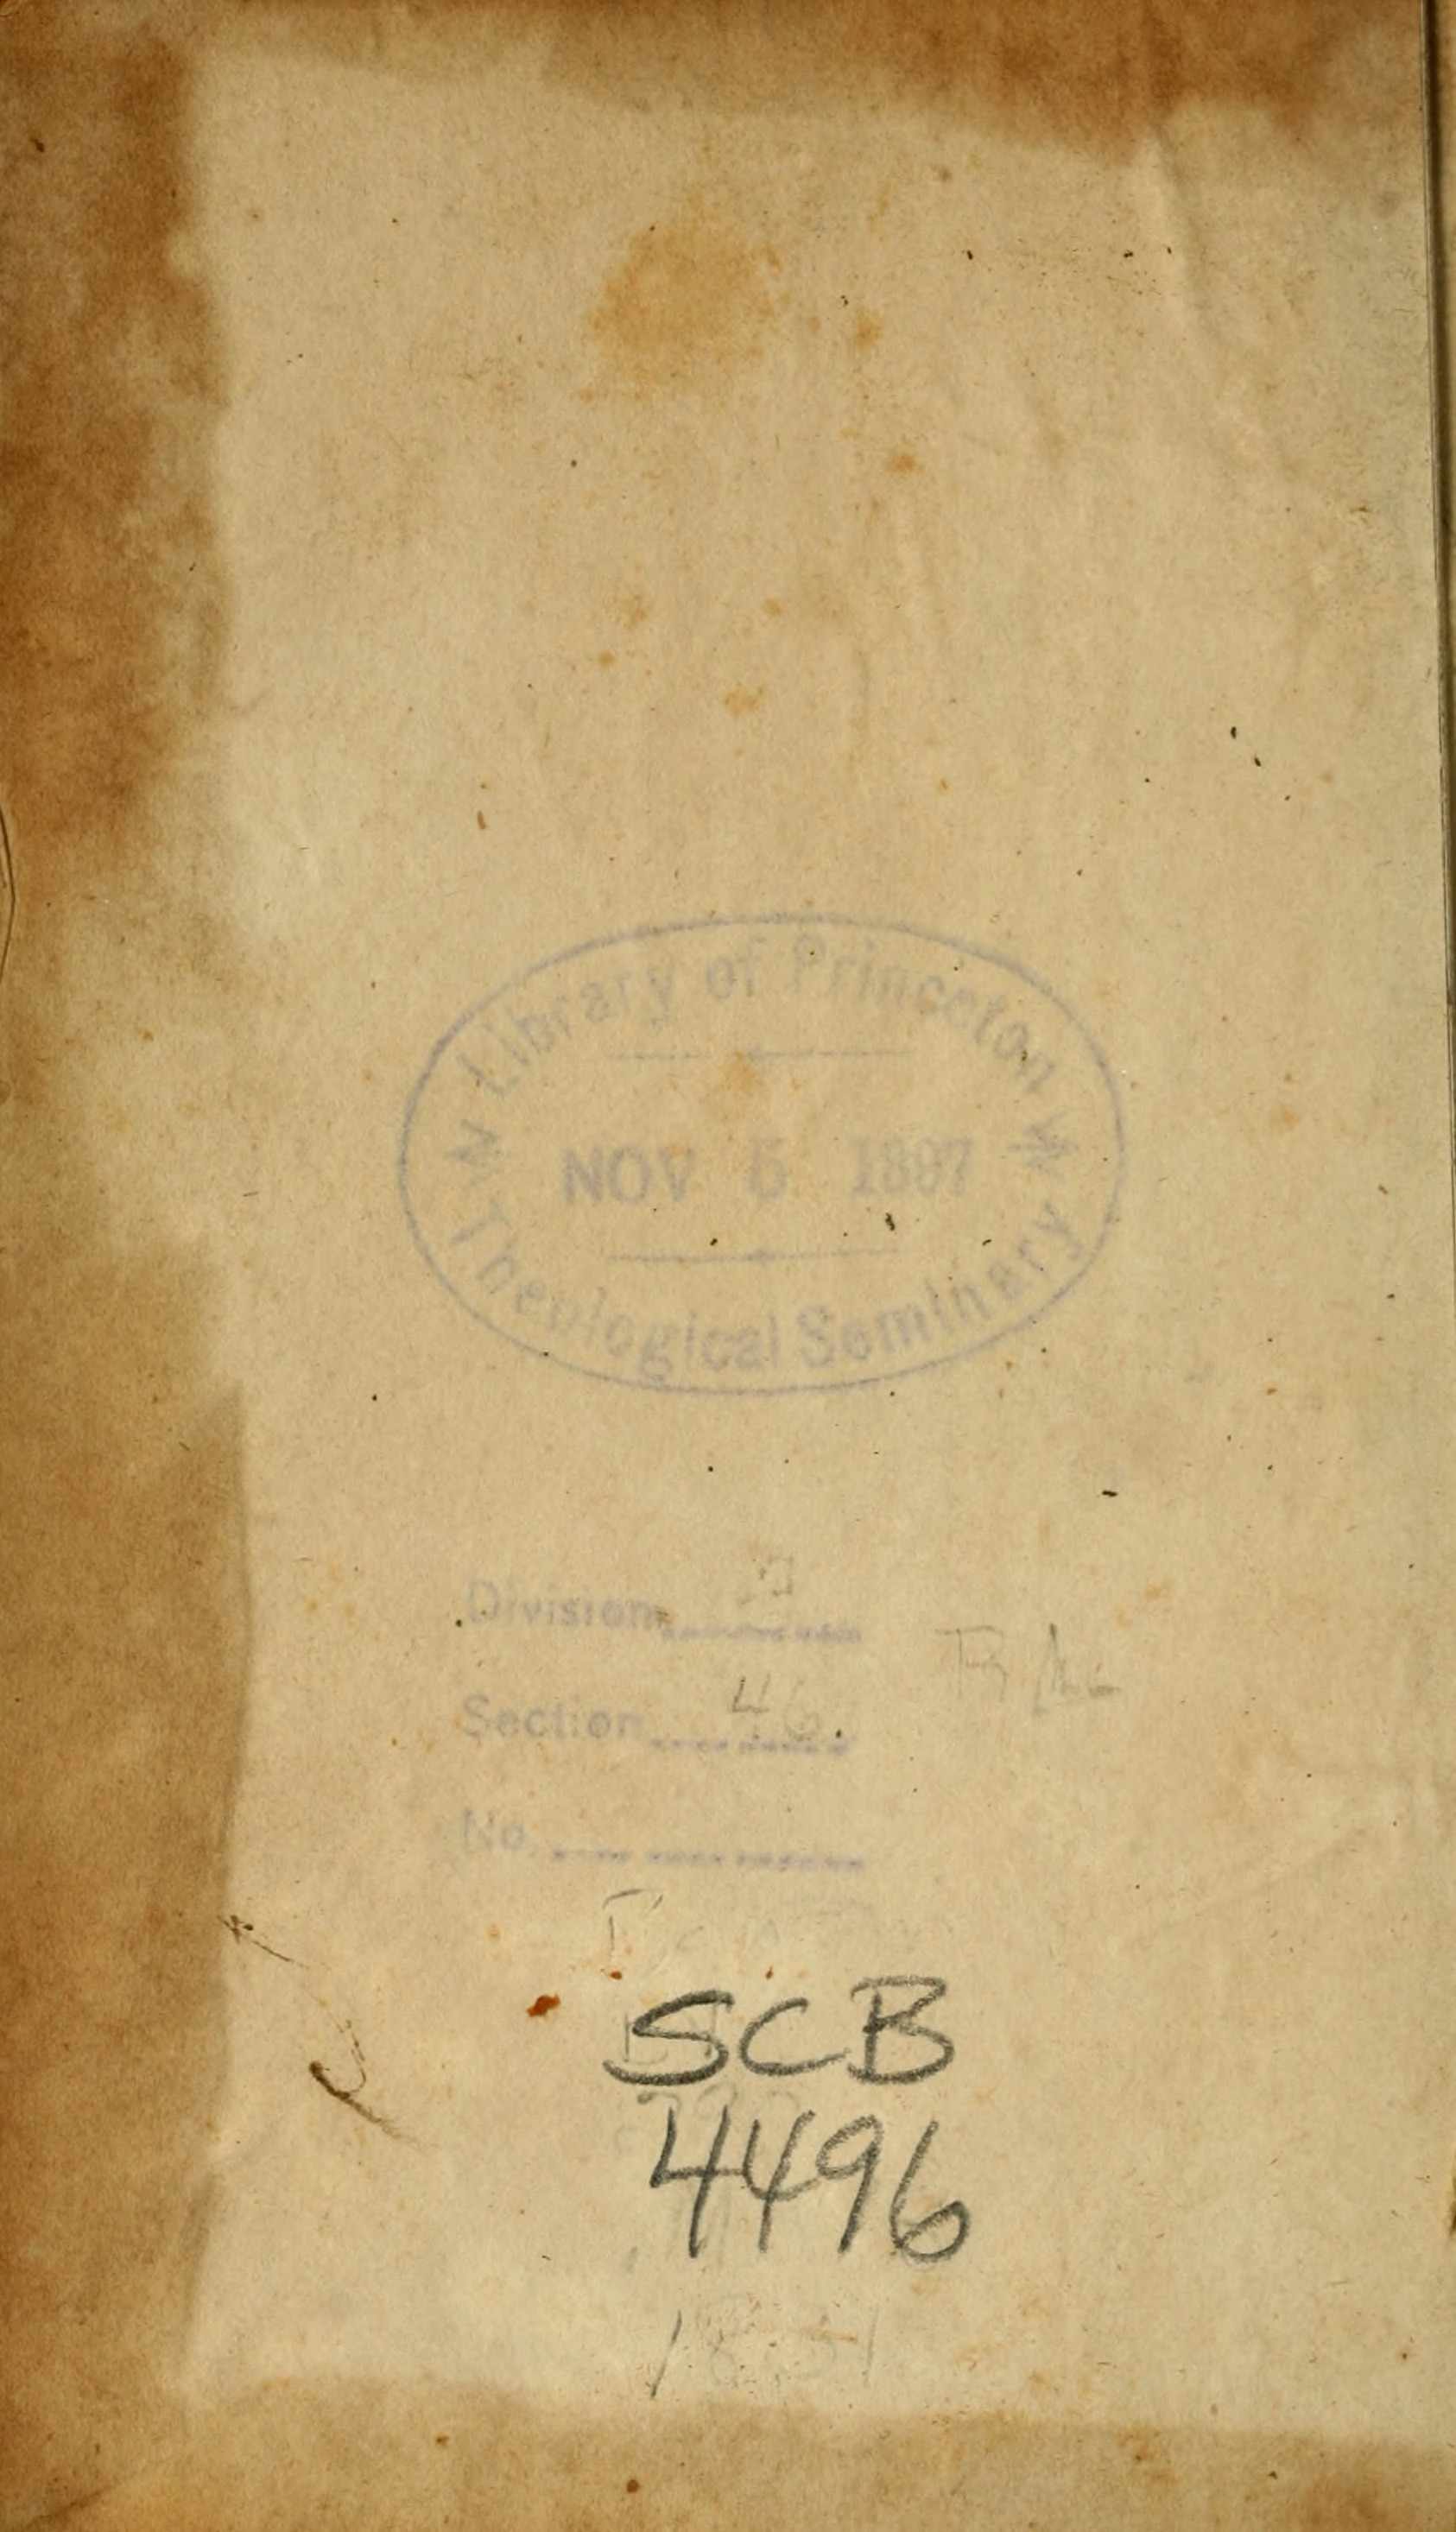 Library of Princeton
NOV 5 1897
Theological Seminary
Division
Section 46
No.
SCB
4496